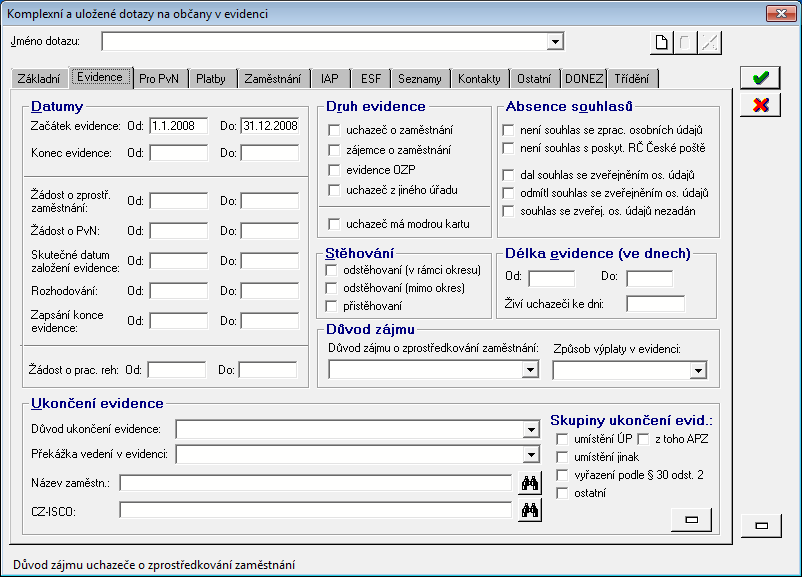 Komplexní a uložené dotazy na občany v evidenci
Jméno dotazu:
Základní Evidence Pro PvN Platby Zaměstnání IAP ESF Seznamy Kontakty Ostatní DONEZ Třídění
Datumy
Začátek evidence: Od: 1.1.2008 Do: 31.12.2008
Konec evidence: Od: Do:
Žádost o zprostř.
zaměstnání: Od: Do:
Žádost o PvN: Od: Do:
Skutečné datum
založení evidence: Od: Do:
Rozhodování: Od: Do:
Zapsání konce
evidence: Od: Do:
Žádost o prac. reh: Od: Do:
Druh evidence
uchazeč o zaměstnání
zájemce o zaměstnání
evidence OZP
uchazeč z jiného úřadu
uchazeč má modrou kartu
Absence souhlasů
není souhlas se zprac. osobních údajů
není souhlas s poskyt. RČ České poště
dal souhlas se zveřejněním os. údajů
odmítl souhlas se zveřejněním os. údajů
souhlas se zveřej. os. údajů nezadán
Stěhování
odstěhovaní (v rámci okresu)
odstěhovaní (mimo okres)
přistěhovaní
Délka evidence (ve dnech)
Od: Do:
Živí uchazeči ke dni:
Důvod zájmu
Důvod zájmu o zprostředkování zaměstnání: Způsob výplaty v evidenci:
Ukončení evidence
Důvod ukončení evidence:
Překážka vedení v evidenci:
Název zaměstn.:
CZ-ISCO:
Skupiny ukončení evid.:
umístění ÚP z toho APZ
umístění jinak
vyřazení podle § 30 odst. 2
ostatní
Důvod zájmu uchazeče o zprostředkování zaměstnání